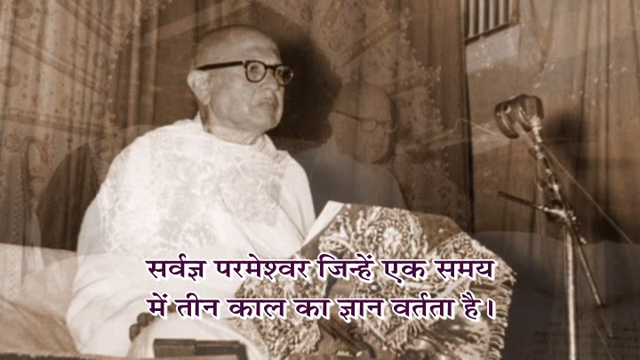 सर्वज्ञ परमेश्वर जिन्हें एक समय
में तीन काल का ज्ञान वर्तता है।